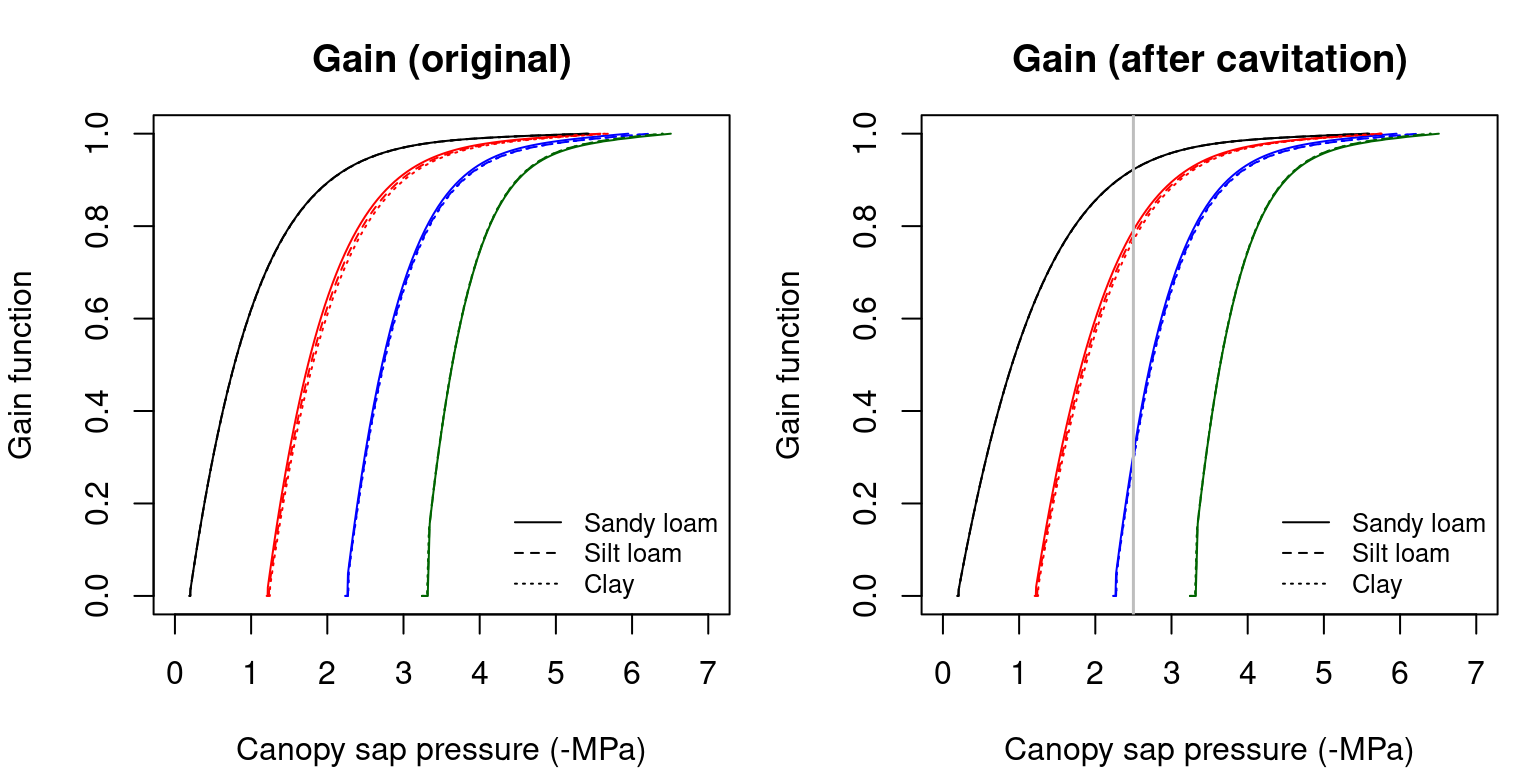 Gain (original)
Gain function
1.0
0.8
0.6
0.4
0.2
0.0
Sandy loam
Silt loam
Clay
0 1 2 3 4 5 6 7
Canopy sap pressure (-MPa)
Gain (after cavitation)
Gain function
1.0
0.8
0.6
0.4
0.2
0.0
Sandy loam
Silt loam
Clay
0 1 2 3 4 5 6 7
Canopy sap pressure (-MPa)